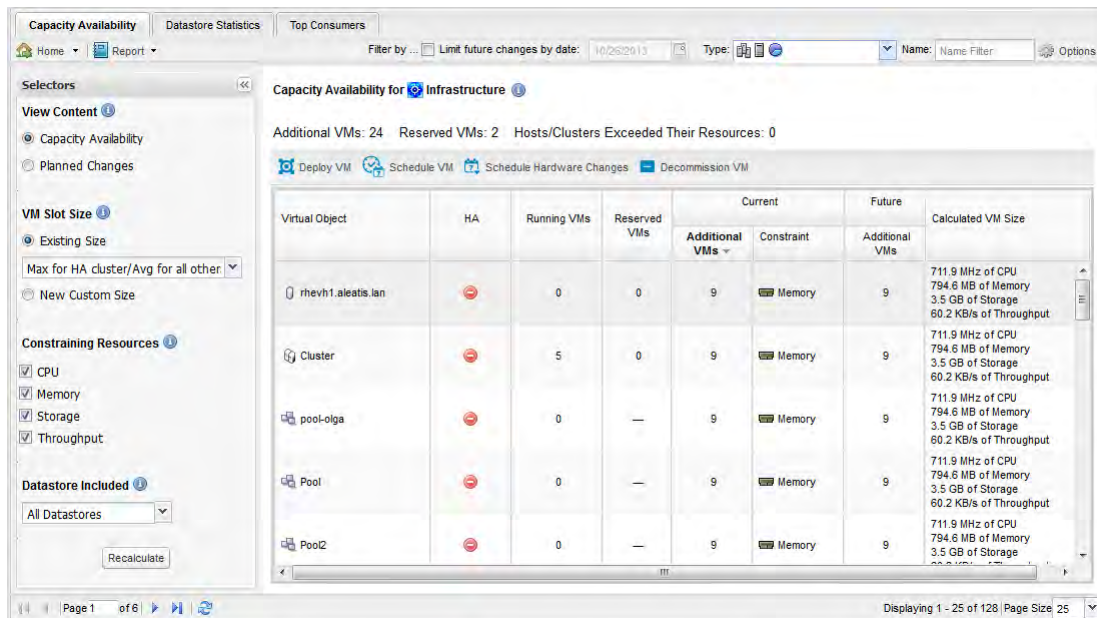 Capacity Availability Datastore Statistics Top Consumers
Home Report Filter by ... Limit future changes by date: 10/26/2013 Type: Name: Name Filter Options
Selectors
View Content
Capacity Availability
Planned Changes
VM Slot Size
Existing Size
Max for HA cluster/Avg for all other
New Custom Size
Constraining Resources
CPU
Memory
Storage
Throughput
Datastore Included
All Datastores
Recalculate
Capacity Availability for Infrastructure
Additional VMs: 24 Reserved VMs: 2 Hosts/Clusters Exceeded Their Resources: 0
Deploy VM Schedule VM Schedule Hardware Changes Decommission VM
Virtual Object HA Running VMs Reserved VMs Current Future Calculated VM Size
Additional VMs Constraint Additional VMs
rhevh1.aleatis.lan 0 0 9 Memory 9
711.9 MHz of CPU
794.6 MB of Memory
3.5 GB of Storage
60.2 KB/s of Throughput
Cluster 5 0 9 Memory 9
711.9 MHz of CPU
794.6 MB of Memory
3.5 GB of Storage
60.2 KB/s of Throughput
pool-olga 0 — 9 Memory 9
711.9 MHz of CPU
794.6 MB of Memory
3.5 GB of Storage
60.2 KB/s of Throughput
Pool 0 — 9 Memory 9
711.9 MHz of CPU
794.6 MB of Memory
3.5 GB of Storage
60.2 KB/s of Throughput
Pool2 0 — 9 Memory 9
711.9 MHz of CPU
794.6 MB of Memory
3.5 GB of Storage
Page 1 of 6 Displaying 1 - 25 of 128 Page Size 25